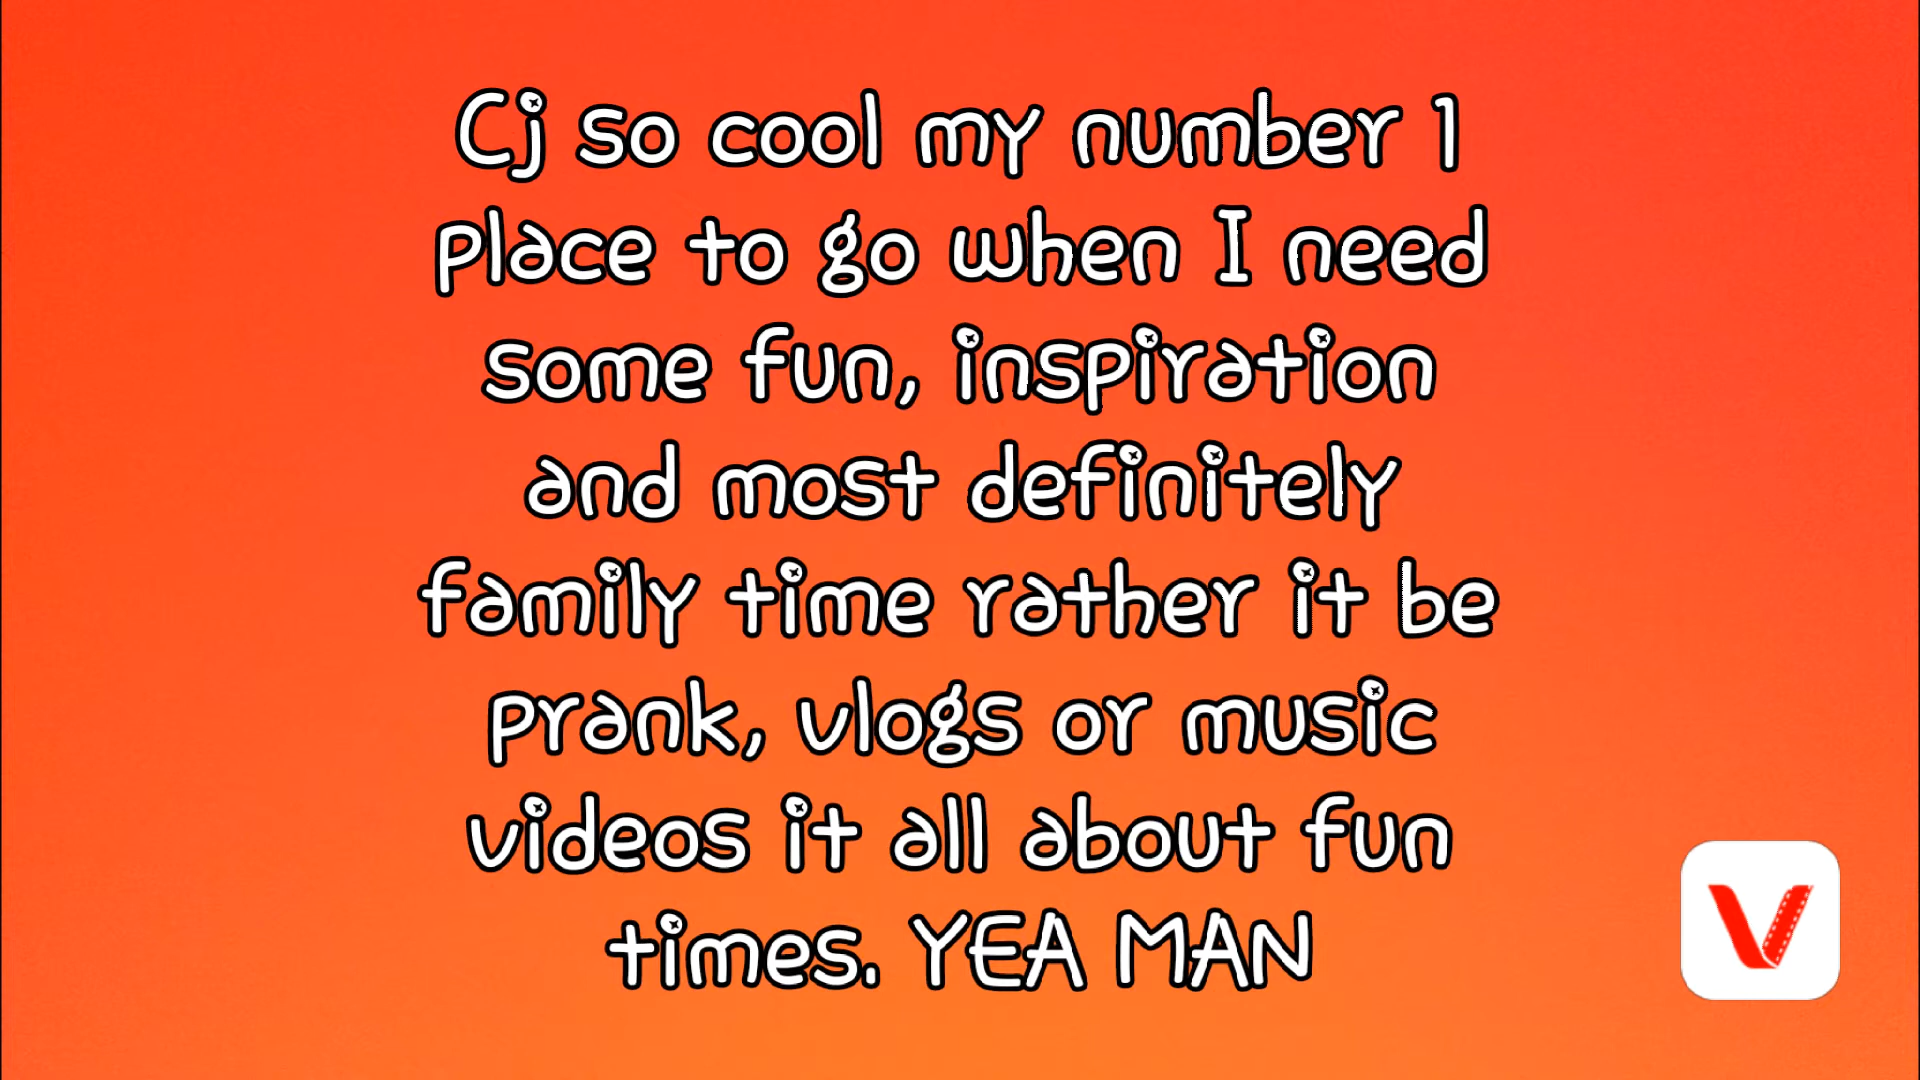 Cj so cool my number 1
place to go when I need
some fun, inspiration
and most definitely
family time rather it be
prank, vlogs or music
videos it all about fun
times. YEA MAN
V